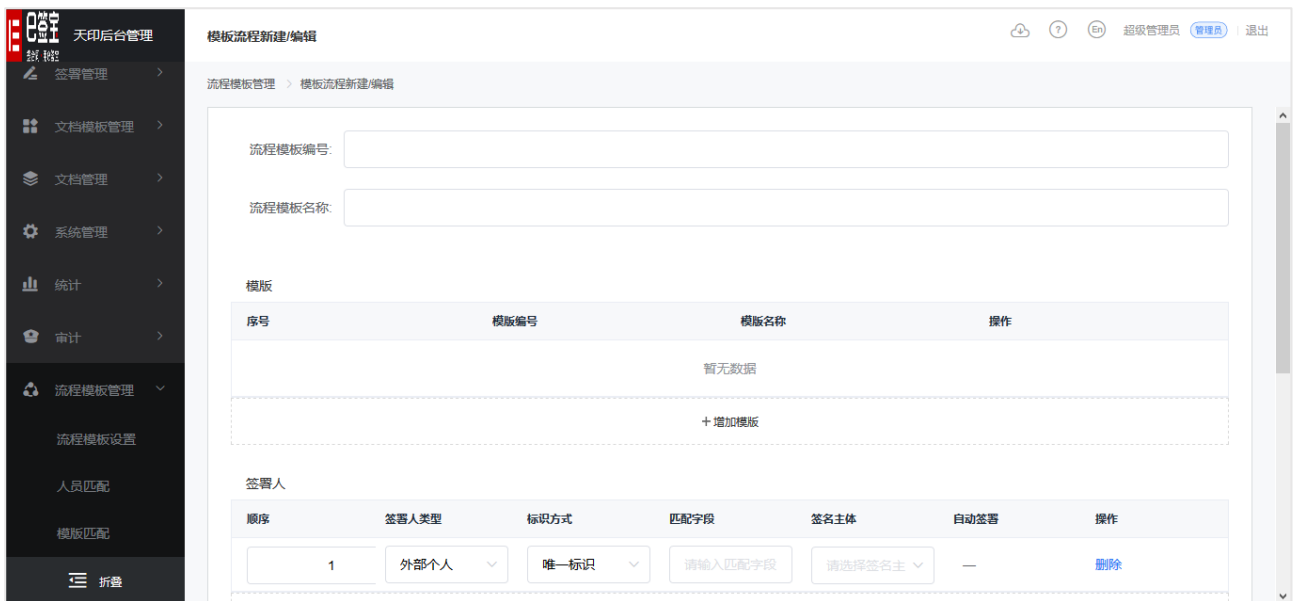 e签宝 天印后台管理
模板流程新建/编辑
? En 超级管理员 管理员 退出
签署管理
流程模板管理 > 模板流程新建/编辑
文档模板管理
文档管理
系统管理
统计
审计
流程模板管理
流程模板设置
人员匹配
模版匹配
折叠
流程模板编号:
流程模板名称:
模版
序号 模版编号 模版名称 操作
暂无数据
+增加模版
签署人
顺序 签署人类型 标识方式 匹配字段 签名主体 自动签署 操作
1 外部个人 唯一标识 请输入匹配字段 请选择签名主 — 删除